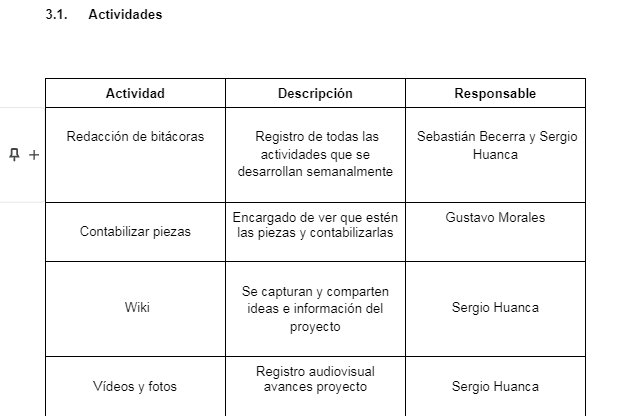 3.1. Actividades
Actividad Descripción Responsable
Redacción de bitácoras
Registro de todas las
actividades que se
desarrollan semanalmente
Sebastián Becerra y Sergio
Huanca
Contabilizar piezas
Encargado de ver que estén
las piezas y contabilizarlas
Gustavo Morales
Wiki
Se capturan y comparten
ideas e información del
proyecto
Sergio Huanca
Vídeos y fotos
Registro audiovisual
avances proyecto
Sergio Huanca